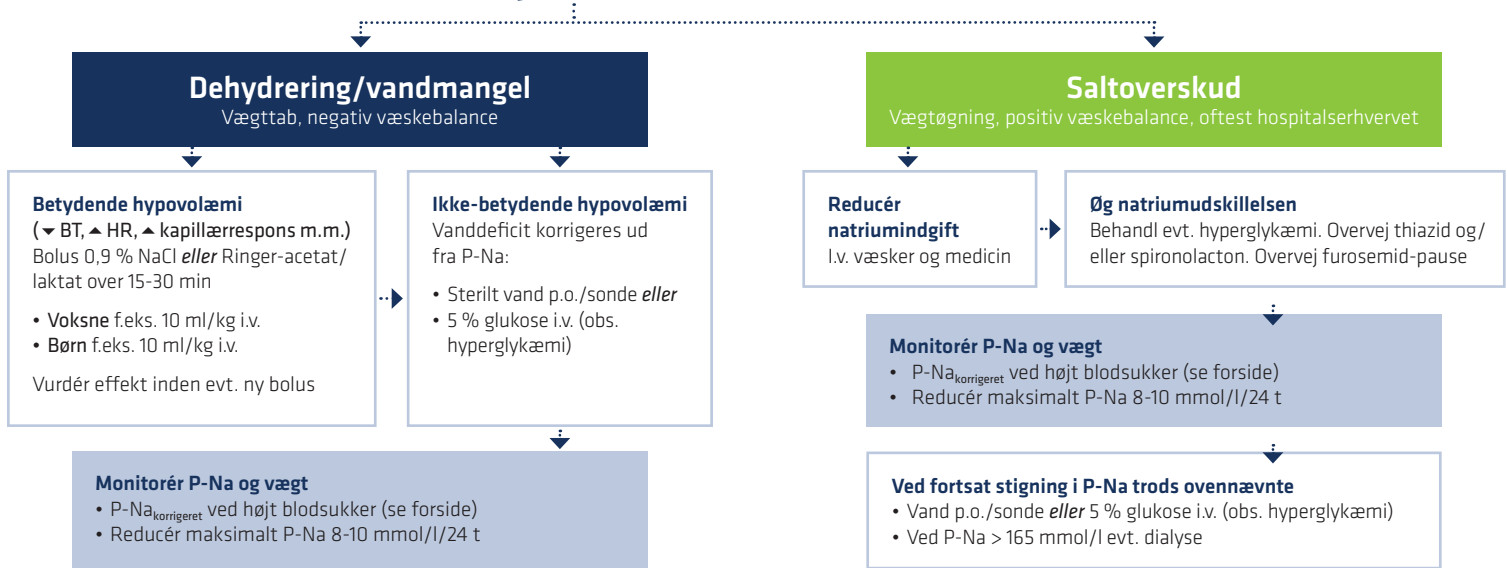 Dehydrering/vandmangel
Vægttab, negativ væskebalance
Betydende hypovolæmi
(▼ BT, ▲ HR, ▲ kapillærrespons m.m.)
Bolus 0,9 % NaCl eller Ringer-acetat/
laktat over 15-30 min
• Voksne f.eks. 10 ml/kg i.v.
• Børn f.eks. 10 ml/kg i.v.
Vurdér effekt inden evt. ny bolus
Ikke-betydende hypovolæmi
Vanddeficit korrigeres ud
fra P-Na:
• Sterilt vand p.o./sonde eller
• 5 % glukose i.v. (obs.
hyperglykæmi)
Monitorér P-Na og vægt
• P-Nakorrigeret ved højt blodsukker (se forside)
• Reducér maksimalt P-Na 8-10 mmol/l/24 t
Saltoverskud
Vægtøgning, positiv væskebalance, oftest hospitalserhvervet
Reducér
natriumindgift
I.v. væsker og medicin
Øg natriumudskillelsen
Behandl evt. hyperglykæmi. Overvej thiazid og/
eller spironolacton. Overvej furosemid-pause
Monitorér P-Na og vægt
• P-Nakorrigeret ved højt blodsukker (se forside)
• Reducér maksimalt P-Na 8-10 mmol/l/24 t
Ved fortsat stigning i P-Na trods ovennævnte
• Vand p.o./sonde eller 5 % glukose i.v. (obs. hyperglykæmi)
• Ved P-Na > 165 mmol/l evt. dialyse